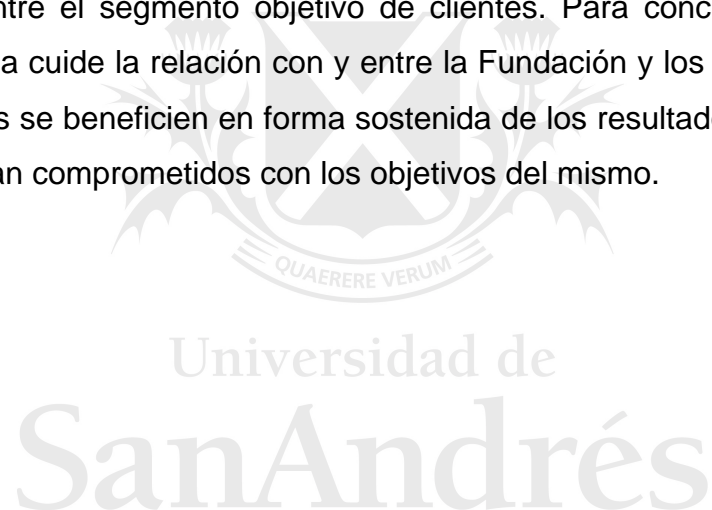 ntre el segmento objetivo de clientes. Para conc
a cuide la relación con y entre la Fundación y los
s se beneficien en forma sostenida de los resultad
an comprometidos con los objetivos del mismo.
QUAERERE VERUM
Universidad de
SanAndrés